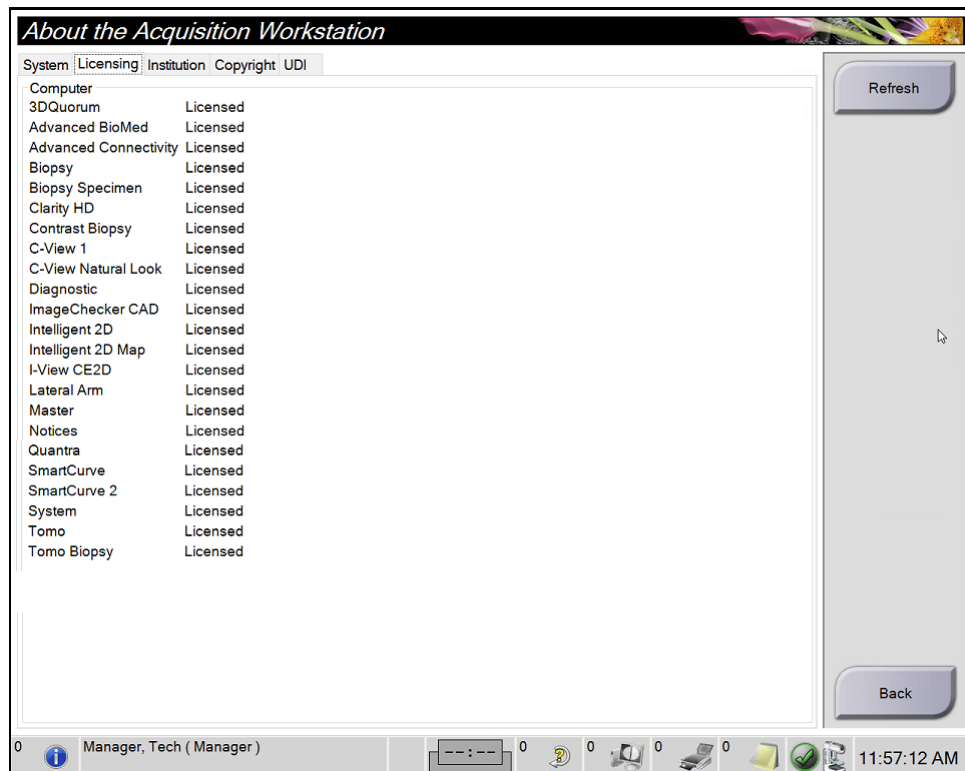 About the Acquisition Workstation
System Licensing Institution Copyright UDI
Refresh
Computer
3DQuorum Licensed
Advanced BioMed Licensed
Advanced Connectivity Licensed
Biopsy Licensed
Biopsy Specimen Licensed
Clarity HD Licensed
Contrast Biopsy Licensed
C-View 1 Licensed
C-View Natural Look Licensed
Diagnostic Licensed
ImageChecker CAD Licensed
Intelligent 2D Licensed
Intelligent 2D Map Licensed
I-View CE2D Licensed
Lateral Arm Licensed
Master Licensed
Notices Licensed
Quantra Licensed
SmartCurve Licensed
SmartCurve 2 Licensed
System Licensed
Tomo Licensed
Tomo Biopsy Licensed
Back
0 Manager, Tech ( Manager ) --:-- 0 0 0 0 11:57:12 AM